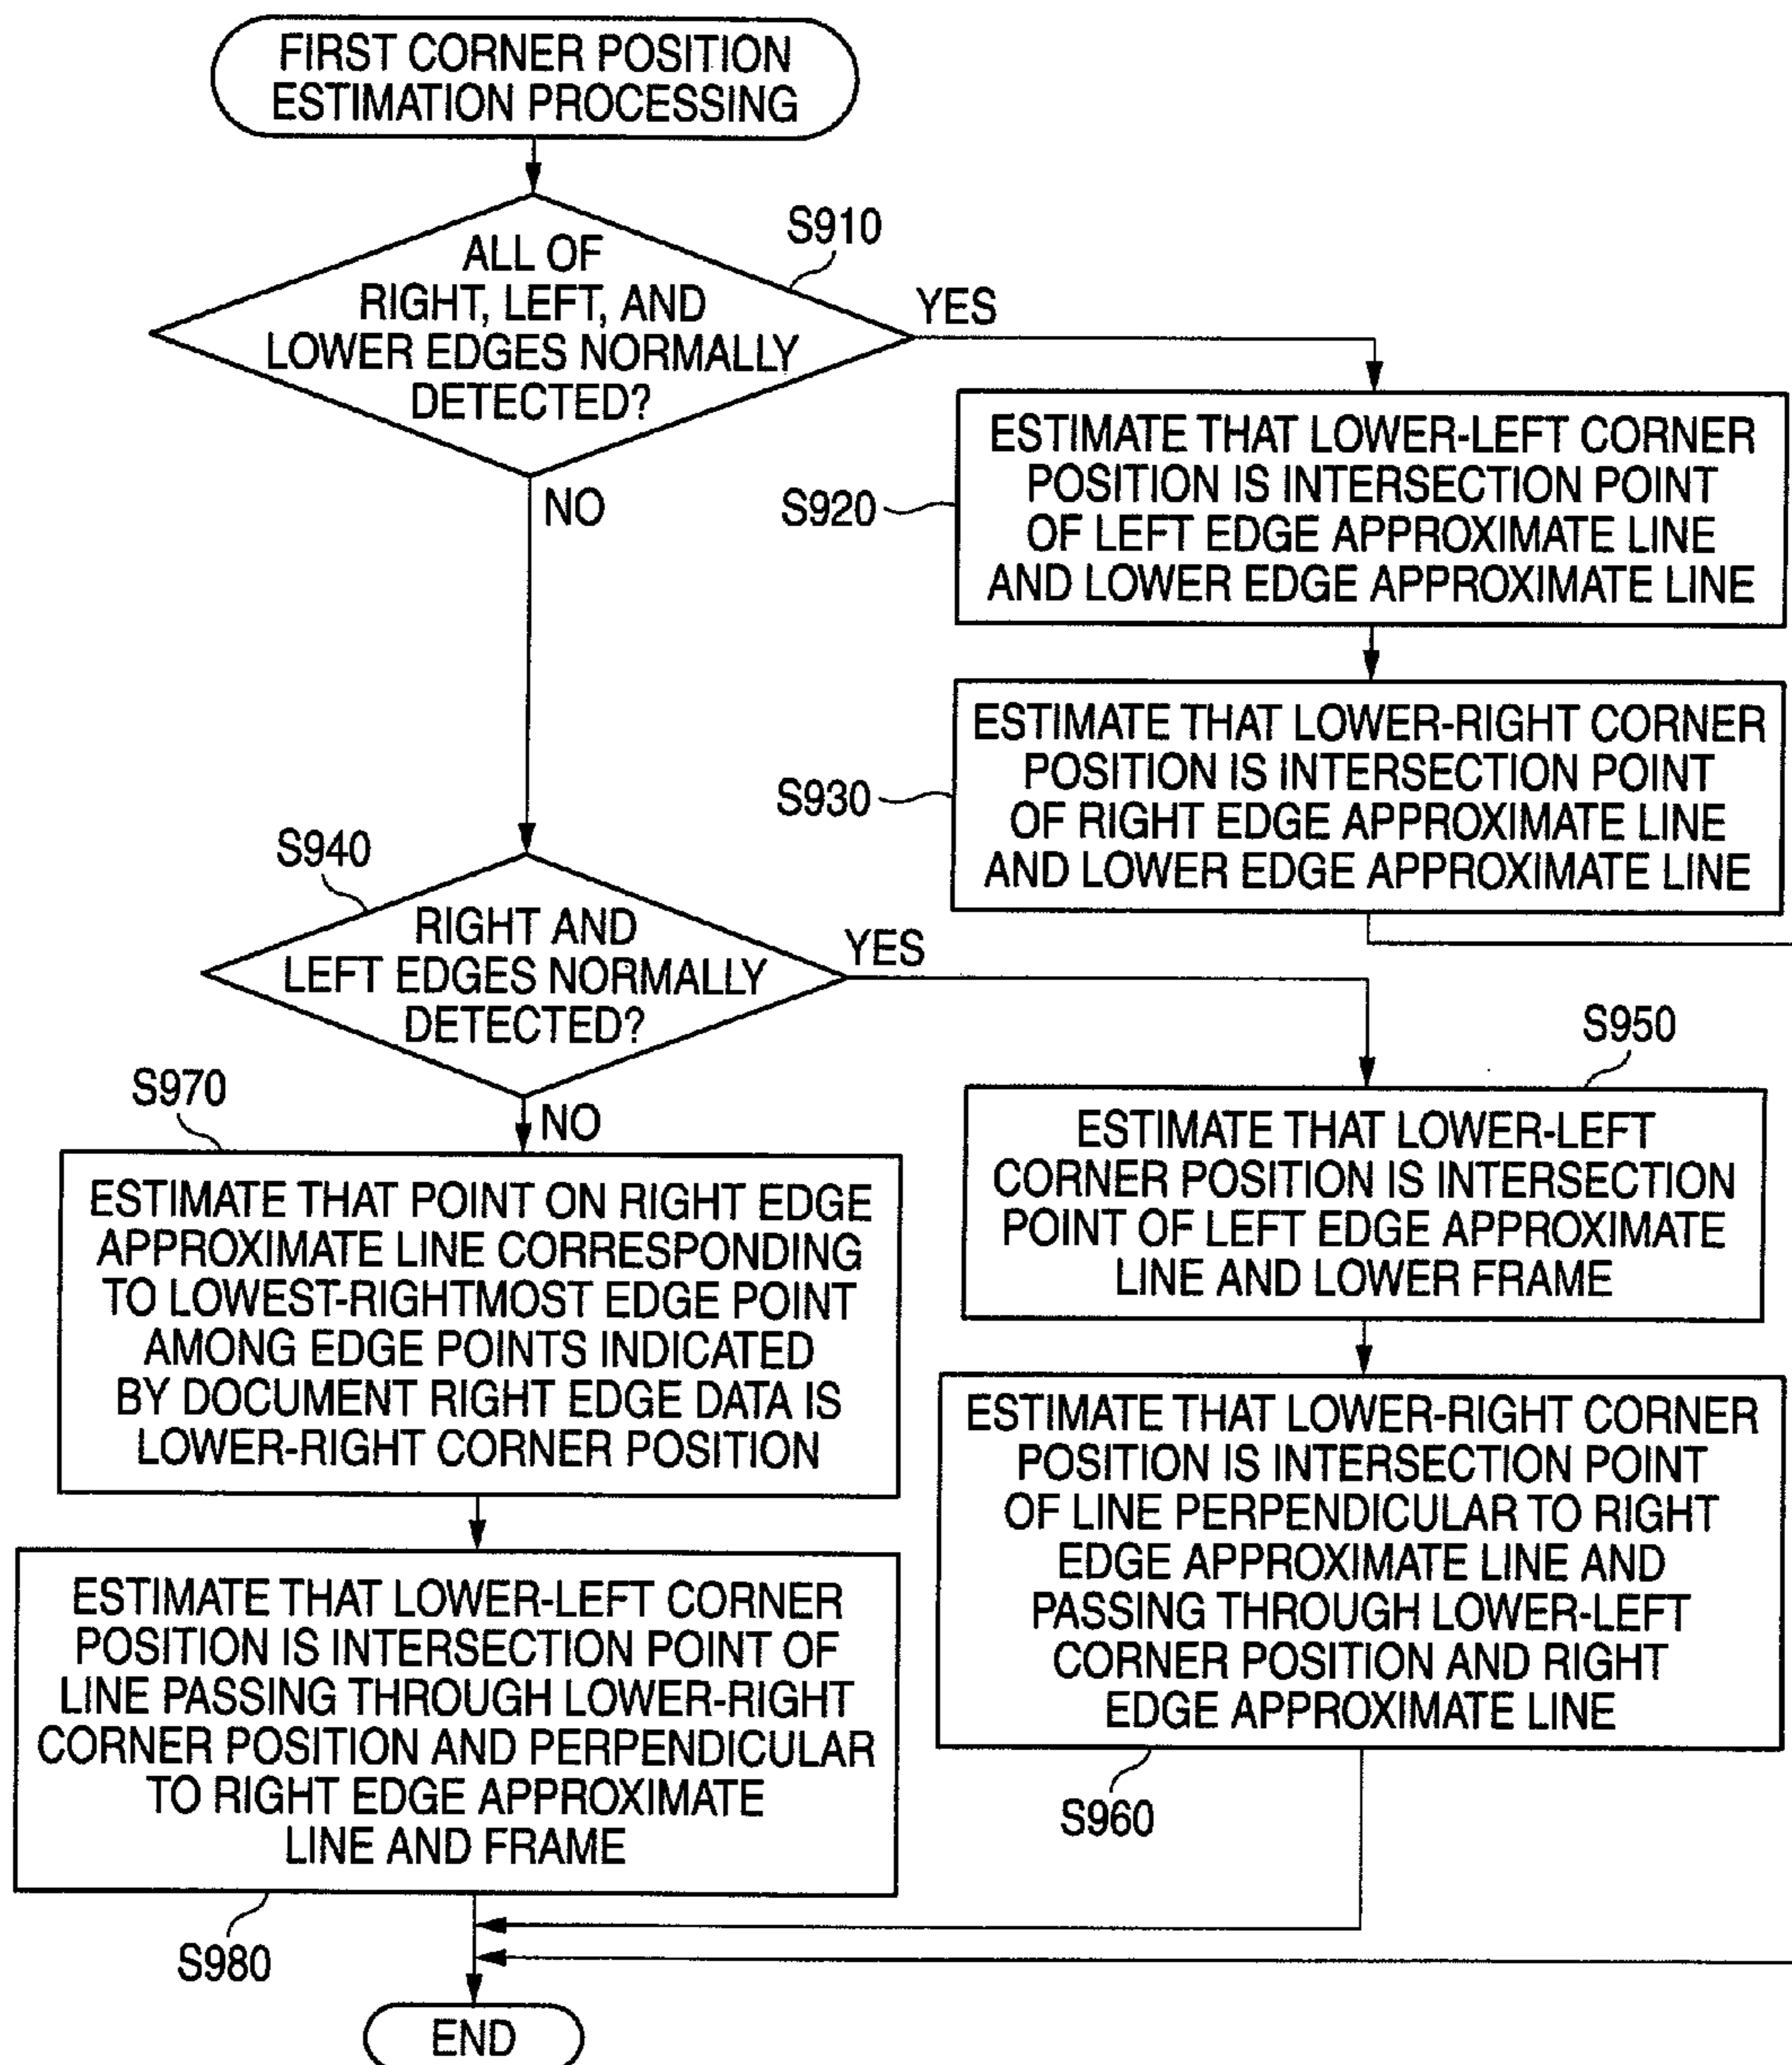 FIRST CORNER POSITION
ESTIMATION PROCESSING
S910
ALL OF
RIGHT, LEFT, AND
LOWER EDGES NORMALLY
DETECTED?
YES
NO
S920
ESTIMATE THAT LOWER-LEFT CORNER
POSITION IS INTERSECTION POINT
OF LEFT EDGE APPROXIMATE LINE
AND LOWER EDGE APPROXIMATE LINE
S930
ESTIMATE THAT LOWER-RIGHT CORNER
POSITION IS INTERSECTION POINT
OF RIGHT EDGE APPROXIMATE LINE
AND LOWER EDGE APPROXIMATE LINE
S940
RIGHT AND
LEFT EDGES NORMALLY
DETECTED?
YES
NO
S950
ESTIMATE THAT LOWER-LEFT
CORNER POSITION IS INTERSECTION
POINT OF LEFT EDGE APPROXIMATE
LINE AND LOWER FRAME
ESTIMATE THAT LOWER-RIGHT CORNER
POSITION IS INTERSECTION POINT
OF LINE PERPENDICULAR TO RIGHT
EDGE APPROXIMATE LINE AND
PASSING THROUGH LOWER-LEFT
CORNER POSITION AND RIGHT
EDGE APPROXIMATE LINE
S960
S970
ESTIMATE THAT POINT ON RIGHT EDGE
APPROXIMATE LINE CORRESPONDING
TO LOWEST-RIGHTMOST EDGE POINT
AMONG EDGE POINTS INDICATED
BY DOCUMENT RIGHT EDGE DATA IS
LOWER-RIGHT CORNER POSITION
ESTIMATE THAT LOWER-LEFT CORNER
POSITION IS INTERSECTION POINT OF
LINE PASSING THROUGH LOWER-RIGHT
CORNER POSITION AND PERPENDICULAR
TO RIGHT EDGE APPROXIMATE
LINE AND FRAME
S980
END